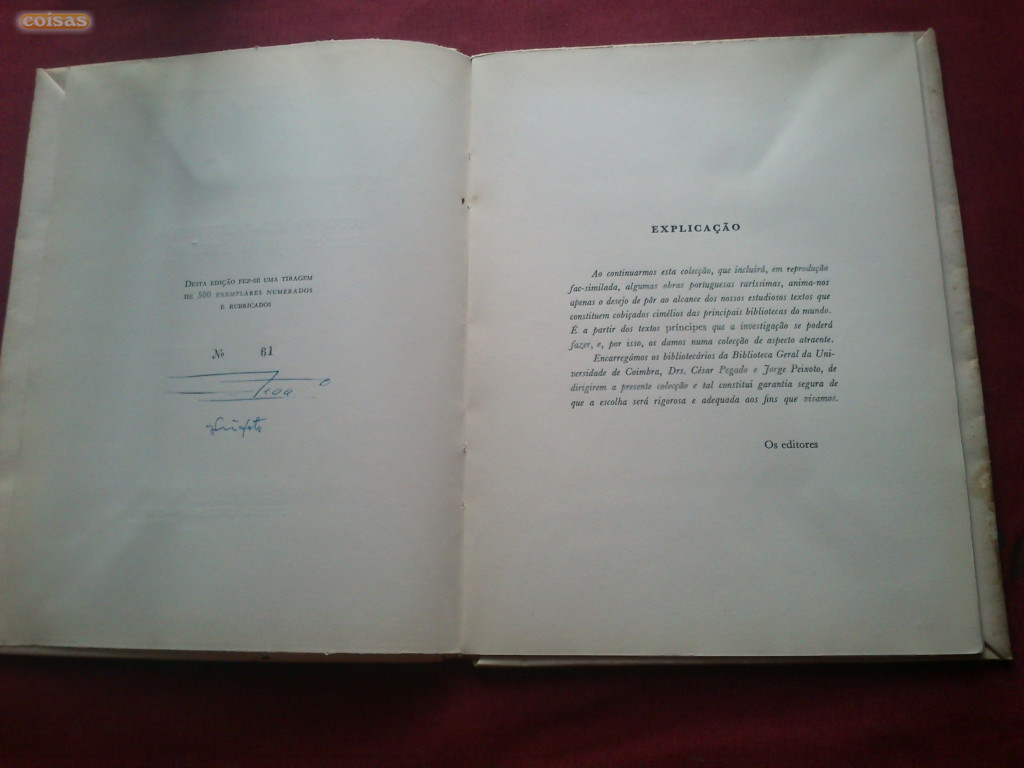 coisas
DESTA EDIÇÃO FEZ-SE UMA TIRAGEM
DE 500 EXEMPLARES NUMERADOS
E RUBRICADOS
Nº 61
EXPLICAÇÃO
Ao continuarmos esta colecção, que incluirá, em reprodução
fac-similada, algumas obras portuguesas raríssimas, anima-nos
apenas o desejo de pôr ao alcance dos nossos estudiosos textos que
constituem cobiçados cimélios das principais bibliotecas do mundo.
É a partir dos textos príncipes que a investigação se poderá
fazer, e, por isso, os damos numa colecção de aspecto atraente.
Encarregámos os bibliotecários da Biblioteca Geral da Uni-
versidade de Coimbra, Drs. César Pegado e Jorge Peixoto, de
dirigirem a presente colecção e tal constitui garantia segura de
que a escolha será rigorosa e adequada aos fins que visamos.
Os editores